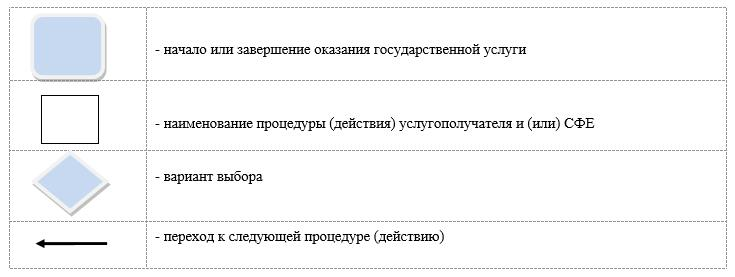 - начало или завершение оказания государственной услуги
- наименование процедуры (действия) услугополучателя и (или) СФЕ
- вариант выбора
- переход к следующей процедуре (действию)